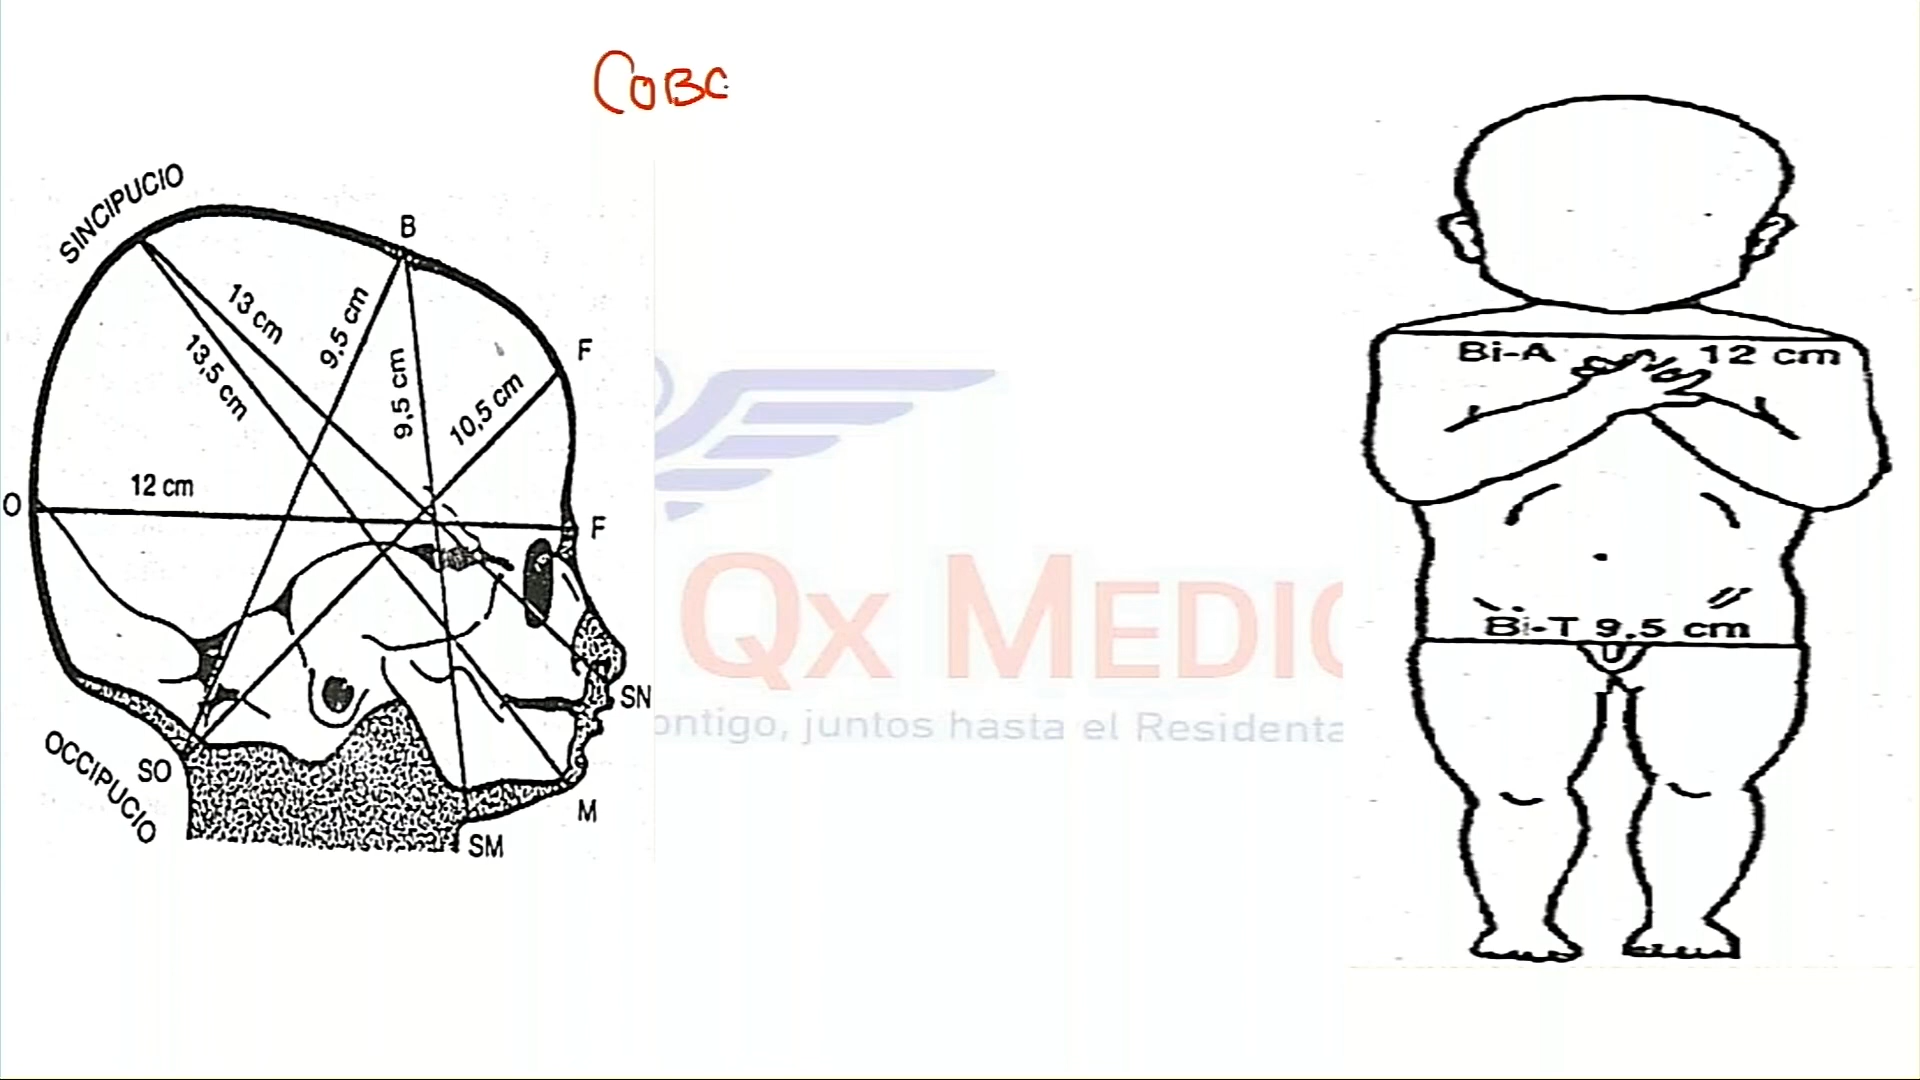 COBC
SINCIPUCIO
B
13 cm
9,5 cm
13,5 cm
9,5 cm
10,5 cm
F
12 cm
O
F
SN
SO
OCCIPUCIO
M
SM
Bi-A 12 cm
Bi-T 9.5 cm
Qx MEDIC
ontigo, juntos hasta el Residenta